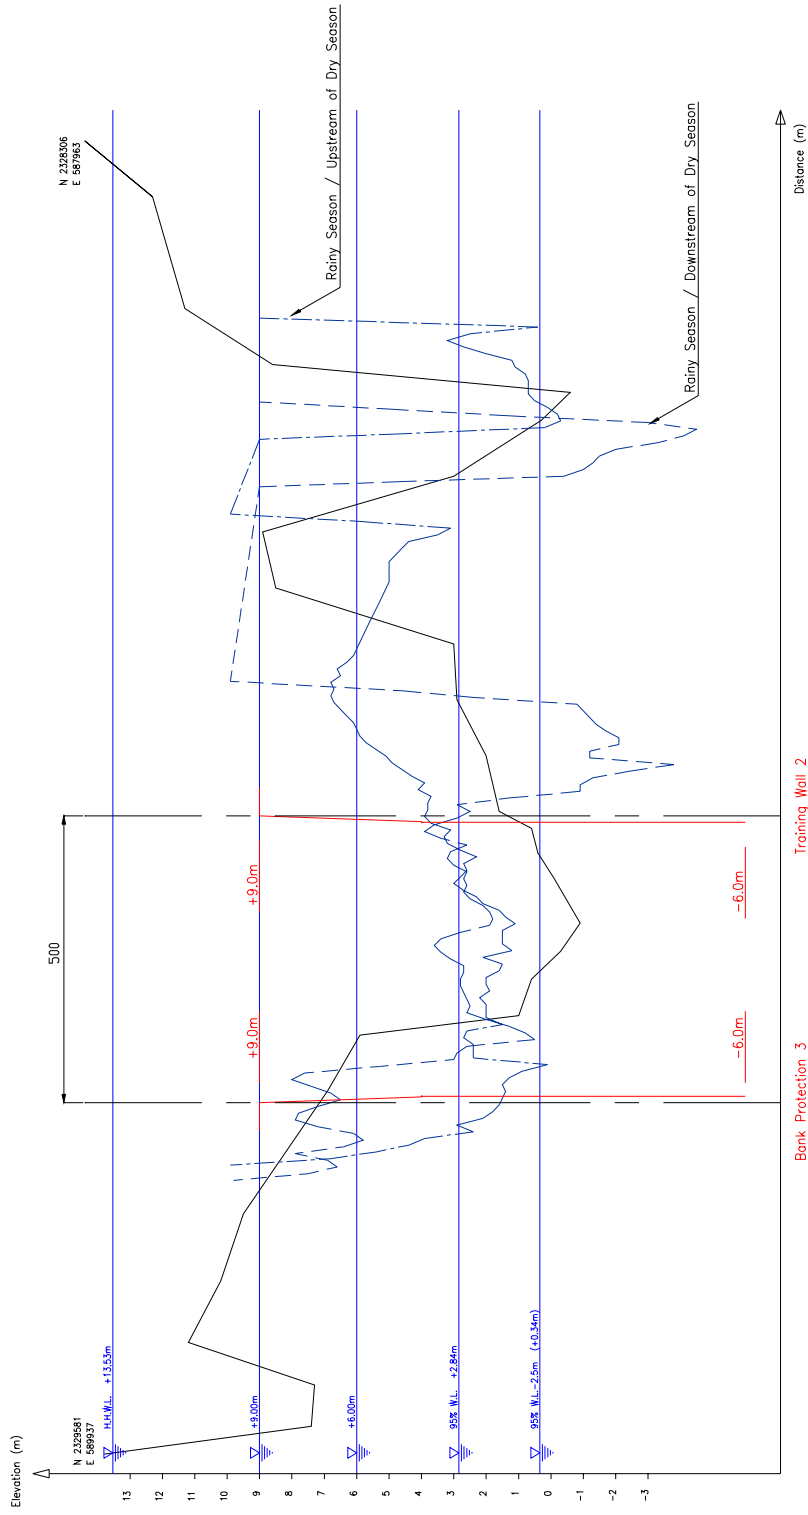 Elevation (m)
N 2329581
E 589937
N 2328306
E 587963
H.H.W.L. +13.53m
+9.00m
+6.00m
95% W.L. +2.84m
95% W.L.-2.5m (+0.34m)
Rainy Season / Upstream of Dry Season
Rainy Season / Downstream of Dry Season
500
+9.0m
+9.0m
-6.0m
-6.0m
Bank Protection 3
Training Wall 2
13
12
11
10
9
8
7
6
5
4
3
2
1
0
-1
-2
-3
Distance (m)